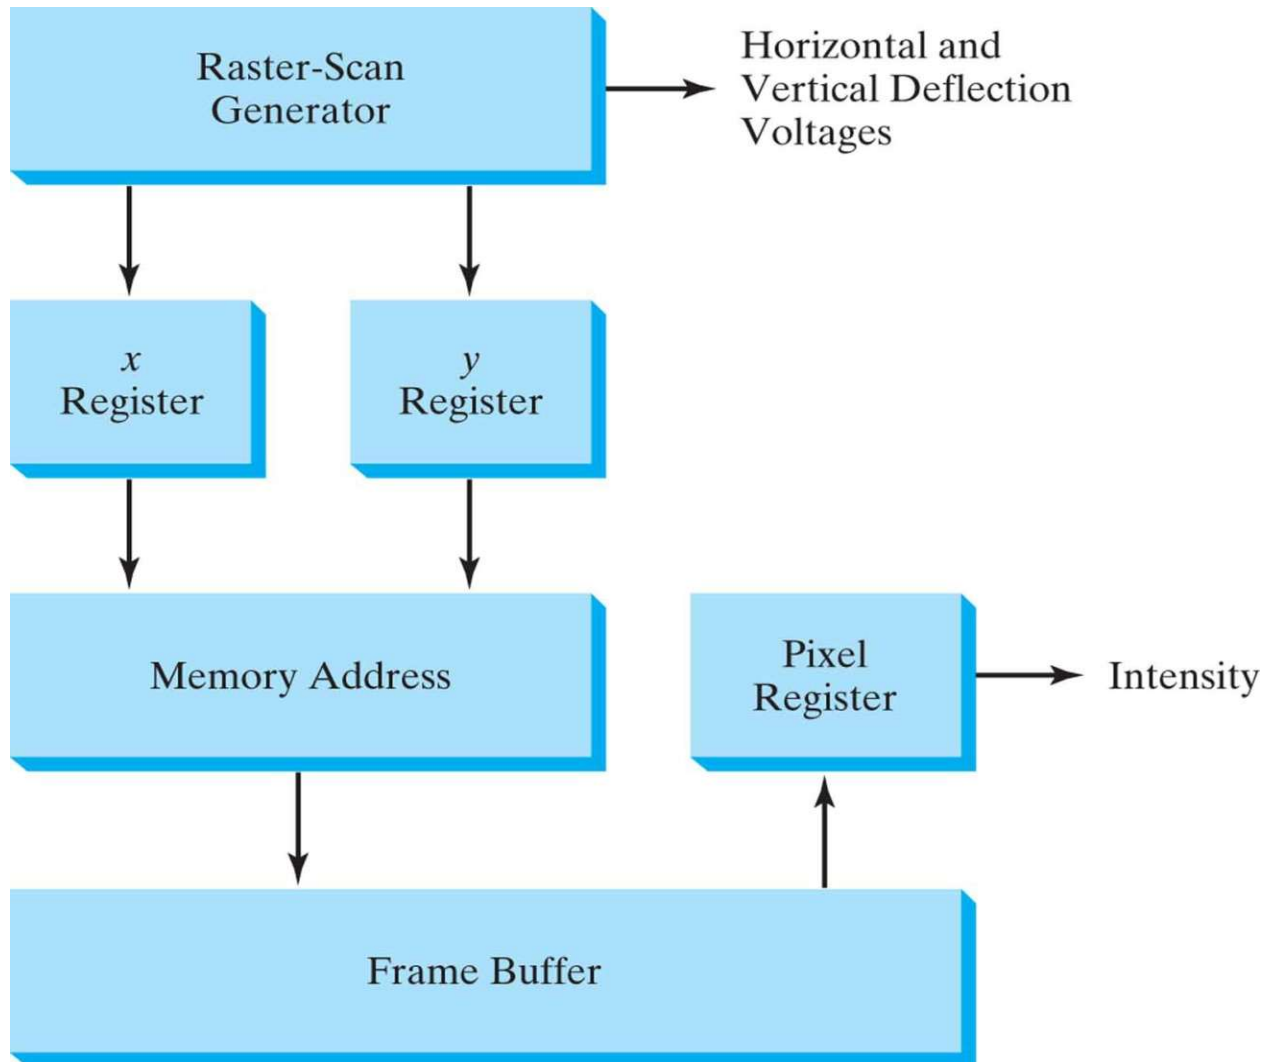 Raster-Scan
Generator
Horizontal and
Vertical Deflection
Voltages
x
Register
y
Register
Memory Address
Pixel
Register
Intensity
Frame Buffer